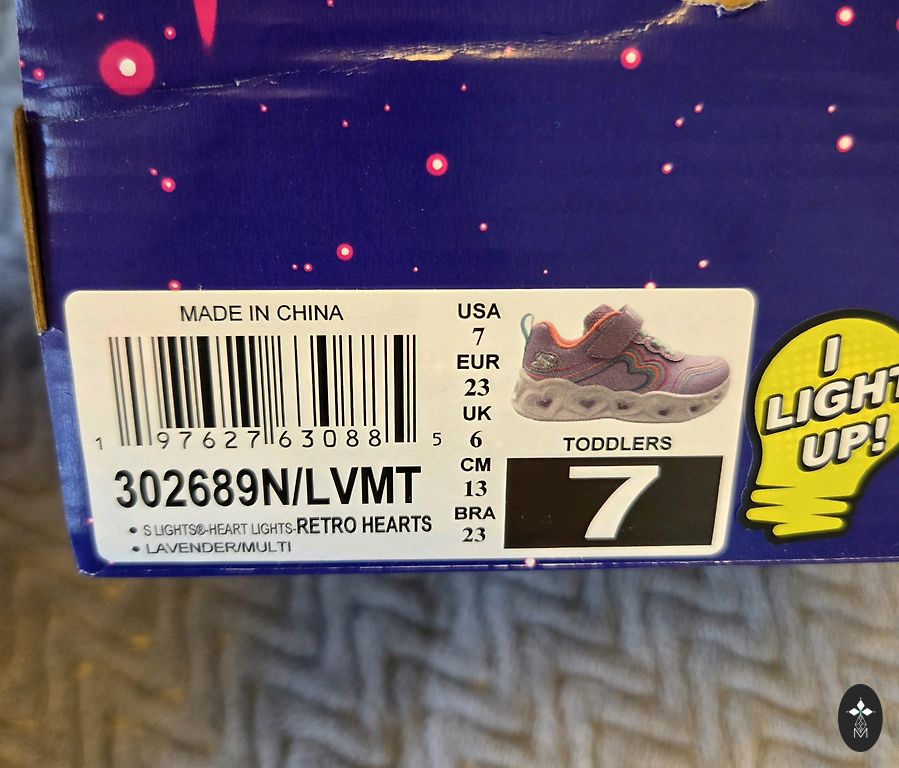 MADE IN CHINA
1 97627 63088 5
302689N/LVMT
• S LIGHTS®-HEART LIGHTS-RETRO HEARTS
• LAVENDER/MULTI
USA
7
EUR
23
UK
6
CM
13
BRA
23
TODDLERS
7
I
LIGHT
UP!
M